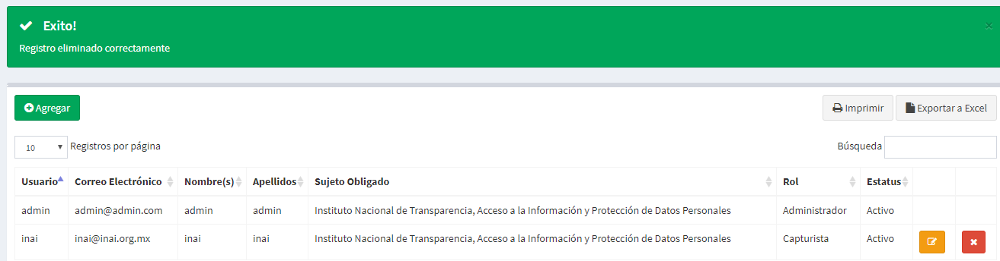 Exito!
Registro eliminado correctamente
Agregar
Imprimir
Exportar a Excel
10 Registros por página
Búsqueda
Usuario Correo Electrónico Nombre(s) Apellidos Sujeto Obligado Rol Estatus
admin admin@admin.com admin admin Instituto Nacional de Transparencia, Acceso a la Información y Protección de Datos Personales Administrador Activo
inai inai@inai.org.mx inai inai Instituto Nacional de Transparencia, Acceso a la Información y Protección de Datos Personales Capturista Activo